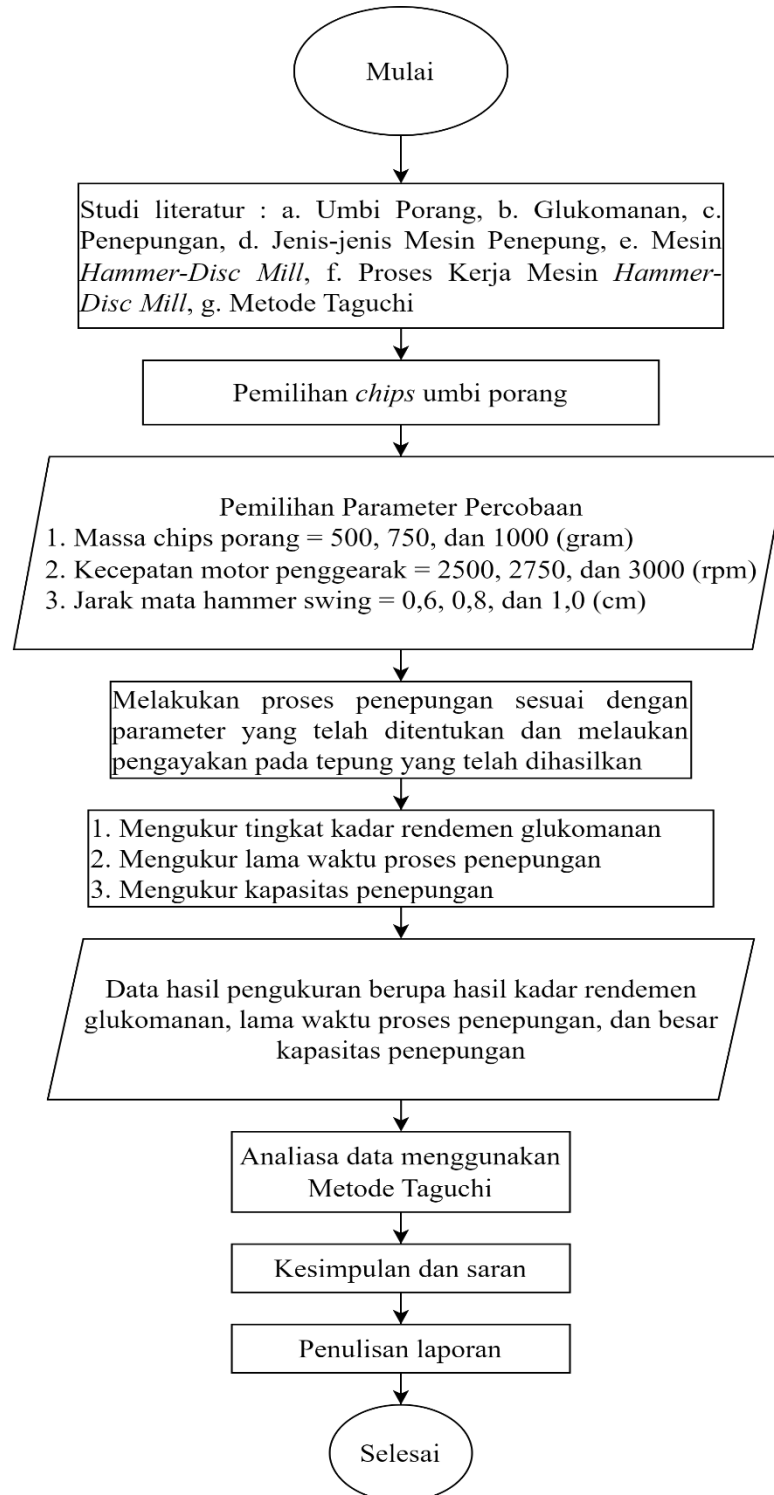 Mulai
Studi literatur : a. Umbi Porang, b. Glukomanan, c.
Penepungan, d. Jenis-jenis Mesin Penepung, e. Mesin
Hammer-Disc Mill, f. Proses Kerja Mesin Hammer-
Disc Mill, g. Metode Taguchi
Pemilihan chips umbi porang
Pemilihan Parameter Percobaan
1. Massa chips porang = 500, 750, dan 1000 (gram)
2. Kecepatan motor penggearak = 2500, 2750, dan 3000 (rpm)
3. Jarak mata hammer swing = 0,6, 0,8, dan 1,0 (cm)
Melakukan proses penepungan sesuai dengan
parameter yang telah ditentukan dan melaukan
pengayakan pada tepung yang telah dihasilkan
1. Mengukur tingkat kadar rendemen glukomanan
2. Mengukur lama waktu proses penepungan
3. Mengukur kapasitas penepungan
Data hasil pengukuran berupa hasil kadar rendemen
glukomanan, lama waktu proses penepungan, dan besar
kapasitas penepungan
Analiasa data menggunakan
Metode Taguchi
Kesimpulan dan saran
Penulisan laporan
Selesai